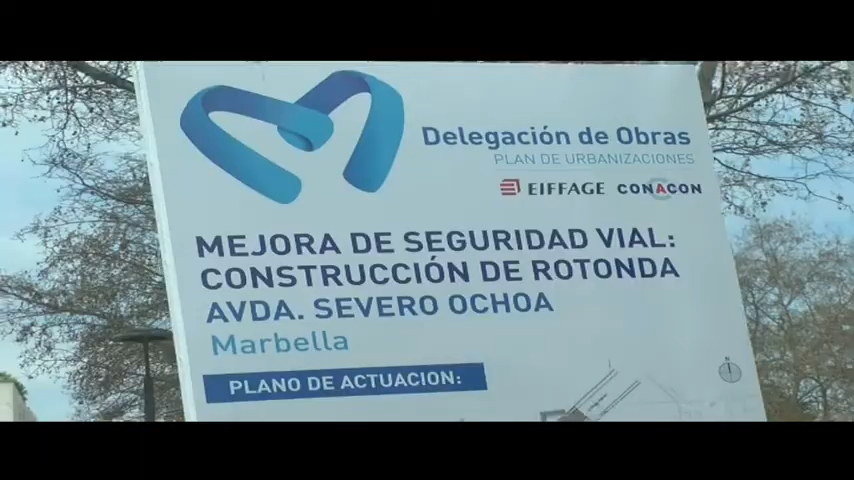 Delegación de Obras
PLAN DE URBANIZACIONES
EIFFAGE CONACON
MEJORA DE SEGURIDAD VIAL:
CONSTRUCCIÓN DE ROTONDA
AVDA. SEVERO OCHOA
Marbella
PLANO DE ACTUACION:
N